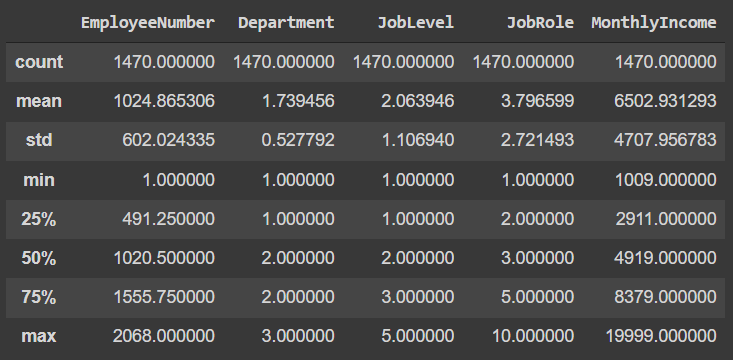 EmployeeNumber Department JobLevel JobRole MonthlyIncome
count 1470.000000 1470.000000 1470.000000 1470.000000 1470.000000
mean 1024.865306 1.739456 2.063946 3.796599 6502.931293
std 602.024335 0.527792 1.106940 2.721493 4707.956783
min 1.000000 1.000000 1.000000 1.000000 1009.000000
25% 491.250000 1.000000 1.000000 2.000000 2911.000000
50% 1020.500000 2.000000 2.000000 3.000000 4919.000000
75% 1555.750000 2.000000 3.000000 5.000000 8379.000000
max 2068.000000 3.000000 5.000000 10.000000 19999.000000